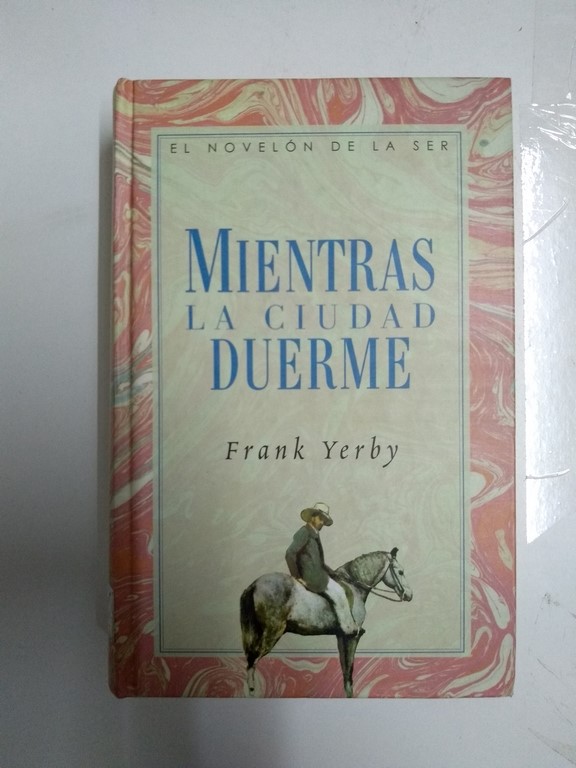 EL NOVELÓN DE LA SER
MIENTRAS
LA CIUDAD
DUERME
Frank Yerby